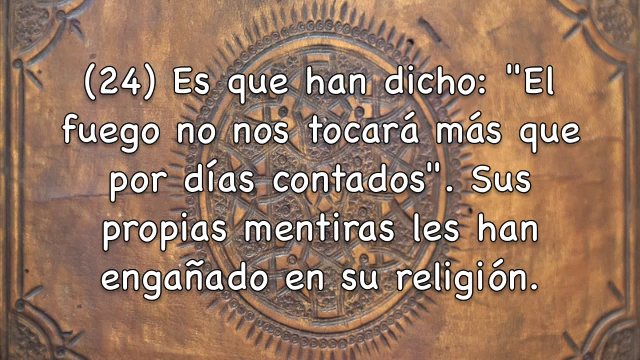 (24) Es que han dicho: "El
fuego no nos tocará más que
por días contados". Sus
propias mentiras les han
engañado en su religión.